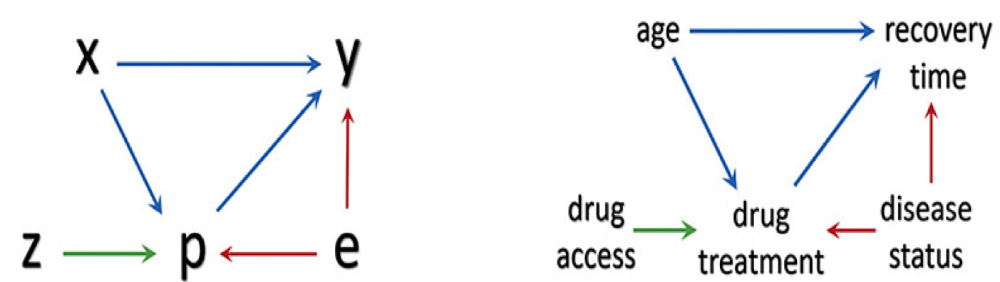 x
y
z
p
e
age
recovery
time
drug
access
drug
treatment
disease
status